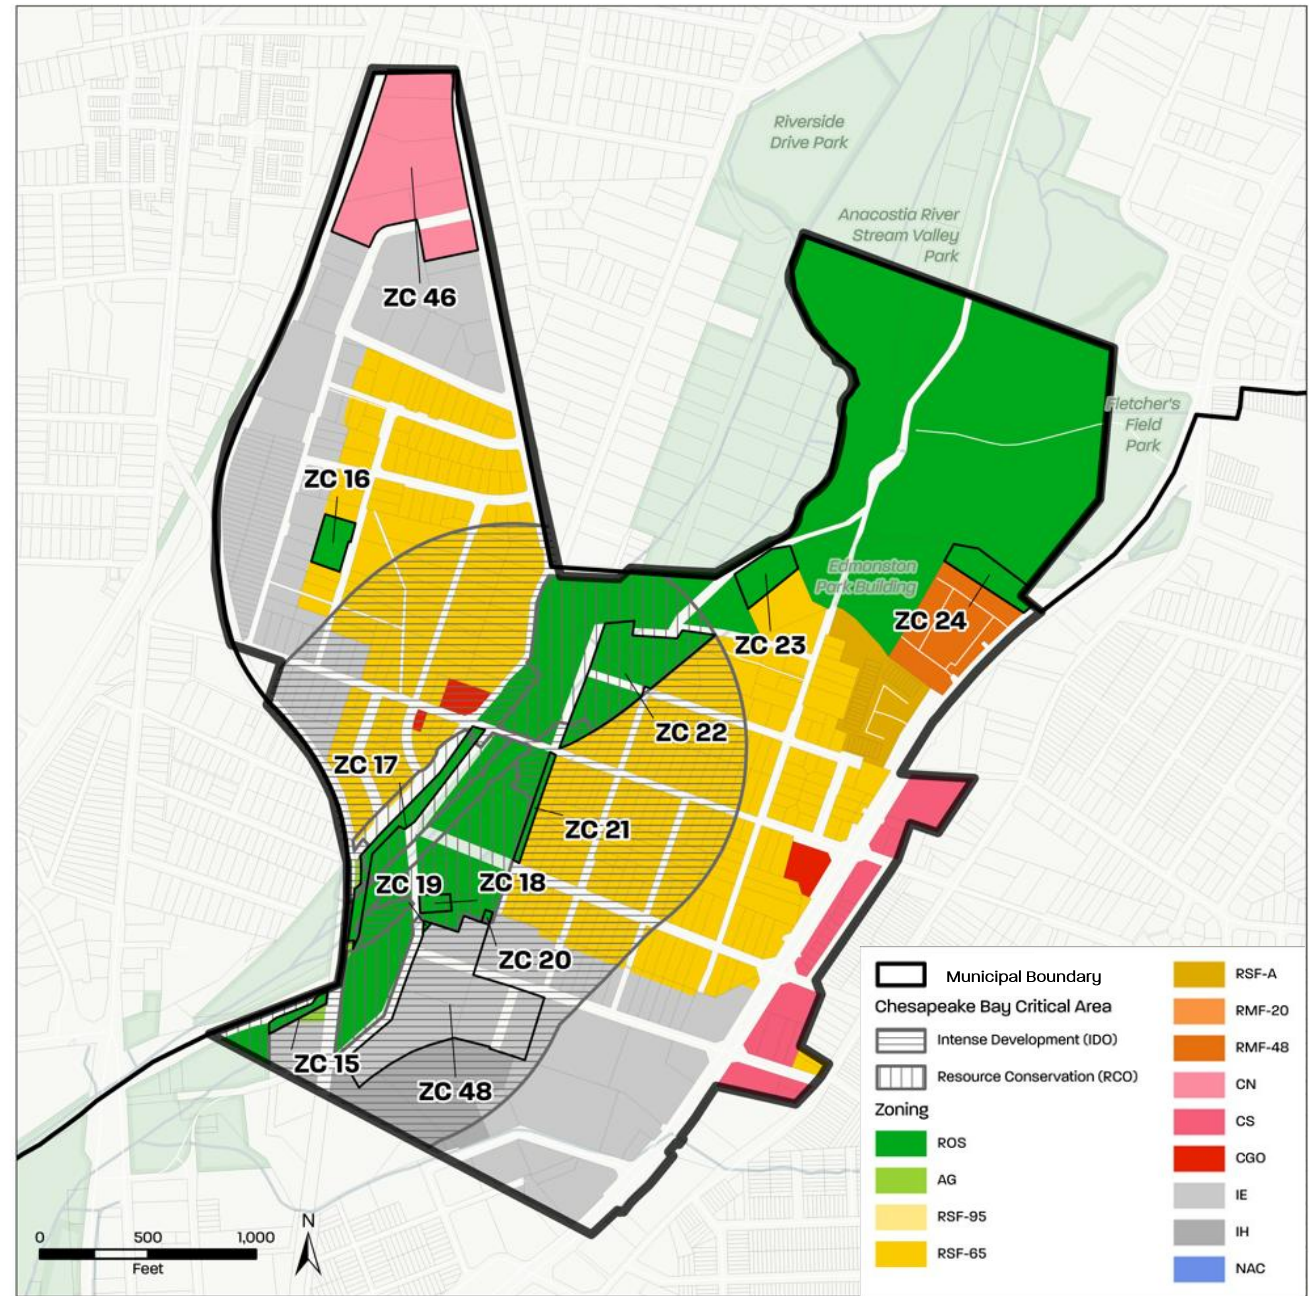 Riverside
Drive Park
Anacostia River
Stream Valley
Park
ZC 46
Fletcher's
Field
Park
ZC 16
Edmonston
Park Building
ZC 24
ZC 23
ZC 22
ZC 17
ZC 21
ZC 19
ZC 18
ZC 20
ZC 15
ZC 48
Municipal Boundary
Chesapeake Bay Critical Area
Intense Development (IDO)
Resource Conservation (RCO)
Zoning
ROS
AG
RSF-95
RSF-65
RSF-A
RMF-20
RMF-48
CN
CS
CGO
IE
IH
NAC
0 500 1,000
Feet
N